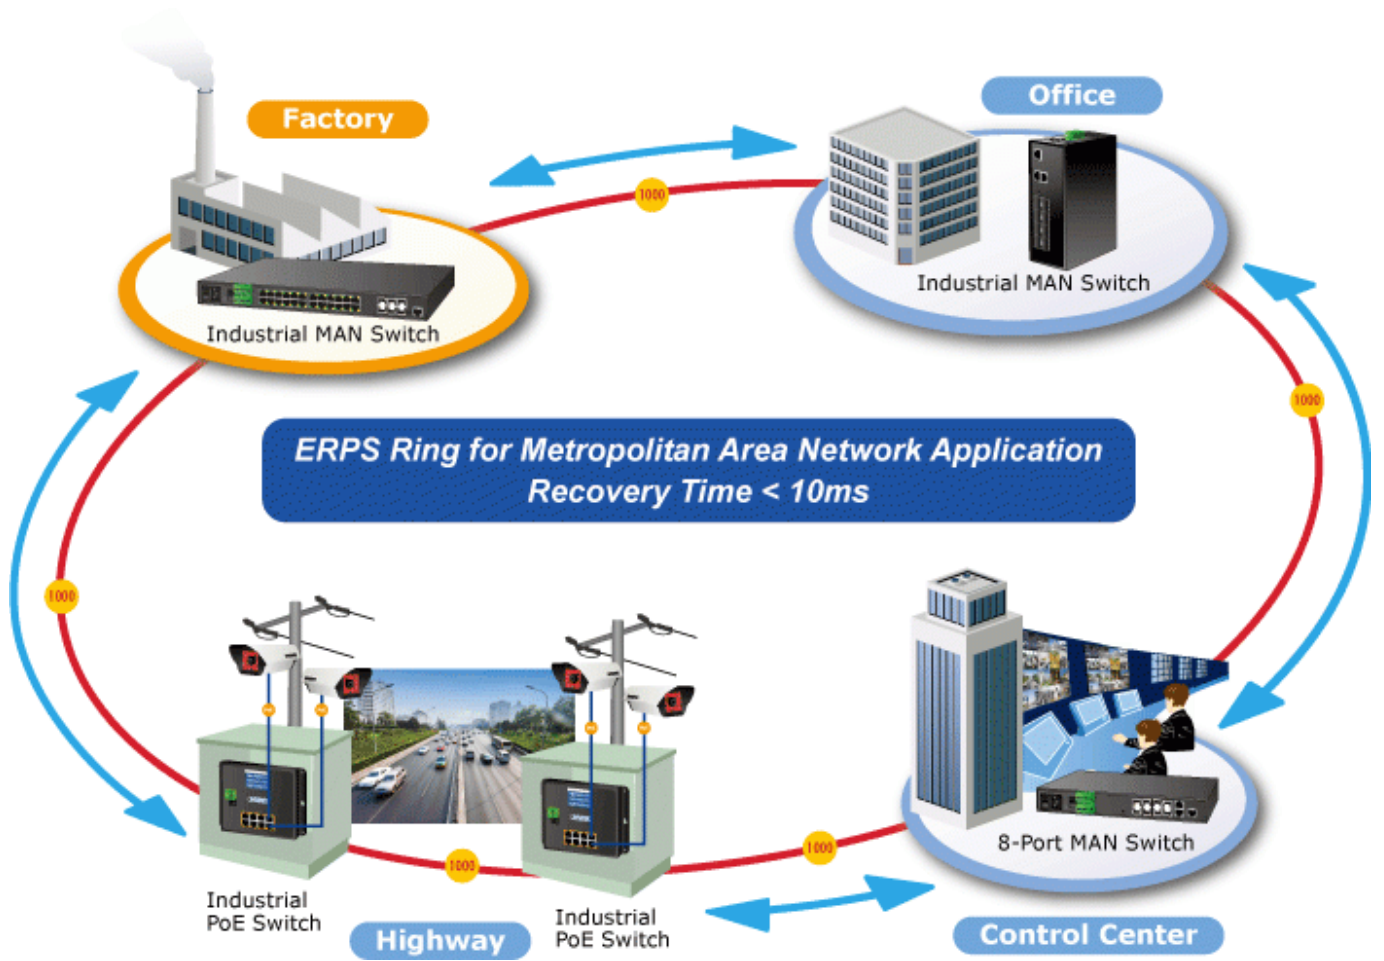 Factory
Office
1000
Industrial MAN Switch
Industrial MAN Switch
1000
ERPS Ring for Metropolitan Area Network Application
Recovery Time < 10ms
1000
8-Port MAN Switch
1000
1000
Industrial
PoE Switch
Industrial
PoE Switch
Highway
Control Center